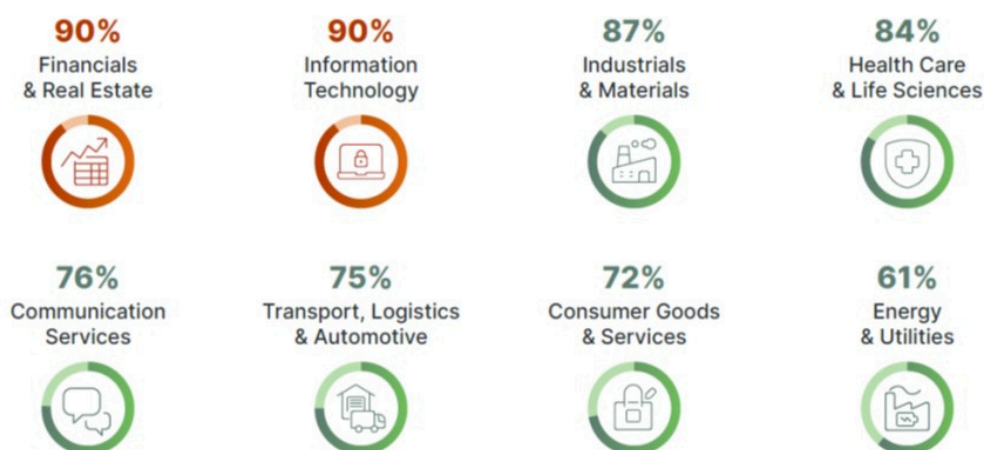 90%
Financials
& Real Estate
90%
Information
Technology
87%
Industrials
& Materials
84%
Health Care
& Life Sciences
76%
Communication
Services
75%
Transport, Logistics
& Automotive
72%
Consumer Goods
& Services
61%
Energy
& Utilities